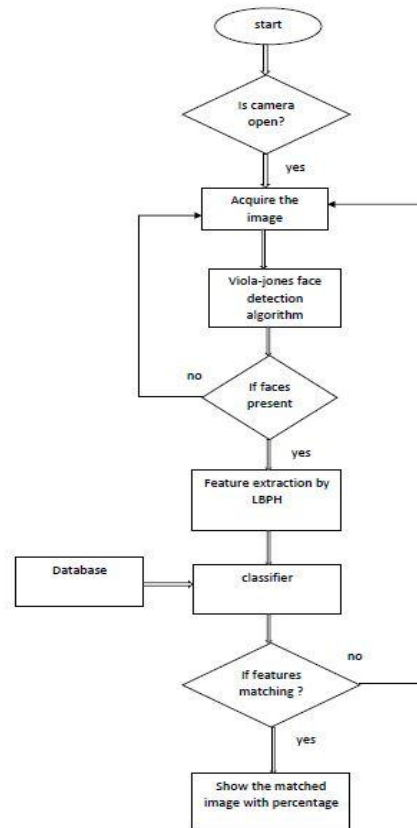 start
Is camera
open?
yes
Acquire the
image
Viola-jones face
detection
algorithm
no
If faces
present
yes
Feature extraction by
LBPH
Database
classifier
If features
matching ?
no
yes
Show the matched
image with percentage